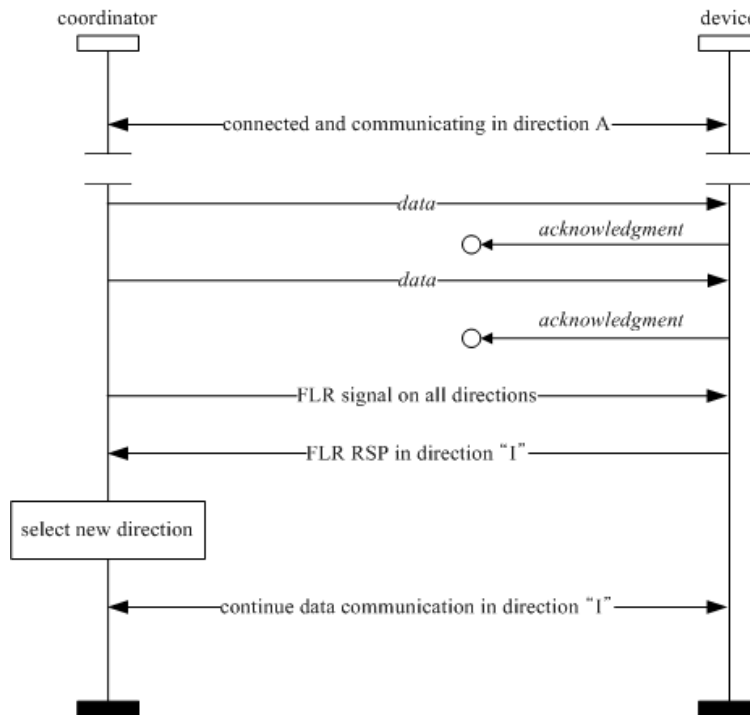 coordinator
device
connected and communicating in direction A
data
acknowledgment
data
acknowledgment
FLR signal on all directions
FLR RSP in direction “I”
select new direction
continue data communication in direction “I”